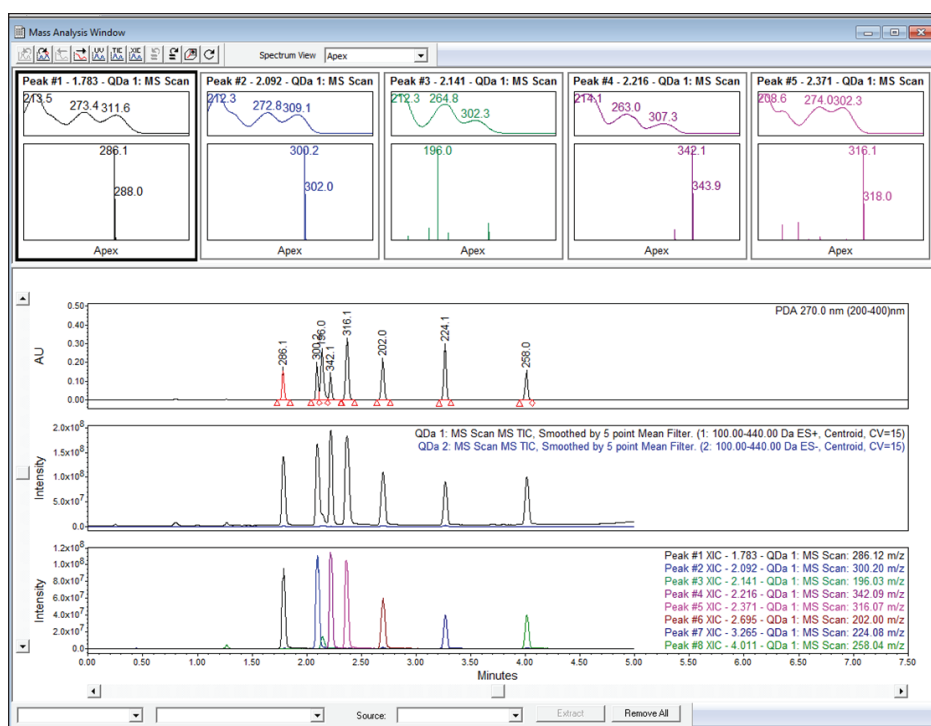 Mass Analysis Window
UV TIC XIC
Spectrum View Apex
Peak #1 - 1.783 - QDa 1: MS Scan
213.5 273.4 311.6
286.1
288.0
Apex
Peak #2 - 2.092 - QDa 1: MS Scan
212.3 272.8 309.1
300.2
302.0
Apex
Peak #3 - 2.141 - QDa 1: MS Scan
212.3 264.8 302.3
196.0
Apex
Peak #4 - 2.216 - QDa 1: MS Scan
214.1 263.0 307.3
342.1
343.9
Apex
Peak #5 - 2.371 - QDa 1: MS Scan
208.6 274.0 302.3
316.1
318.0
Apex
PDA 270.0 nm (200-400)nm
AU
0.50
0.40
0.30
0.20
0.10
0.00
286.1 300.2 196.0 342.1 316.1 202.0 224.1 258.0
QDa 1: MS Scan MS TIC, Smoothed by 5 point Mean Filter. (1: 100.00-440.00 Da ES+, Centroid, CV=15)
QDa 2: MS Scan MS TIC, Smoothed by 5 point Mean Filter. (2: 100.00-440.00 Da ES-, Centroid, CV=15)
Intensity
2.0x10⁸
1.5x10⁸
1.0x10⁸
5.0x10⁷
0.0
Peak #1 XIC - 1.783 - QDa 1: MS Scan: 286.12 m/z
Peak #2 XIC - 2.092 - QDa 1: MS Scan: 300.20 m/z
Peak #3 XIC - 2.141 - QDa 1: MS Scan: 196.03 m/z
Peak #4 XIC - 2.216 - QDa 1: MS Scan: 342.09 m/z
Peak #5 XIC - 2.371 - QDa 1: MS Scan: 316.07 m/z
Peak #6 XIC - 2.695 - QDa 1: MS Scan: 202.00 m/z
Peak #7 XIC - 3.265 - QDa 1: MS Scan: 224.08 m/z
Peak #8 XIC - 4.011 - QDa 1: MS Scan: 258.04 m/z
Intensity
1.2x10⁸
1.0x10⁸
8.0x10⁷
6.0x10⁷
4.0x10⁷
2.0x10⁷
0.0
0.00 0.50 1.00 1.50 2.00 2.50 3.00 3.50 4.00 4.50 5.00 5.50 6.00 6.50 7.00 7.50
Minutes
Source: Extract Remove All